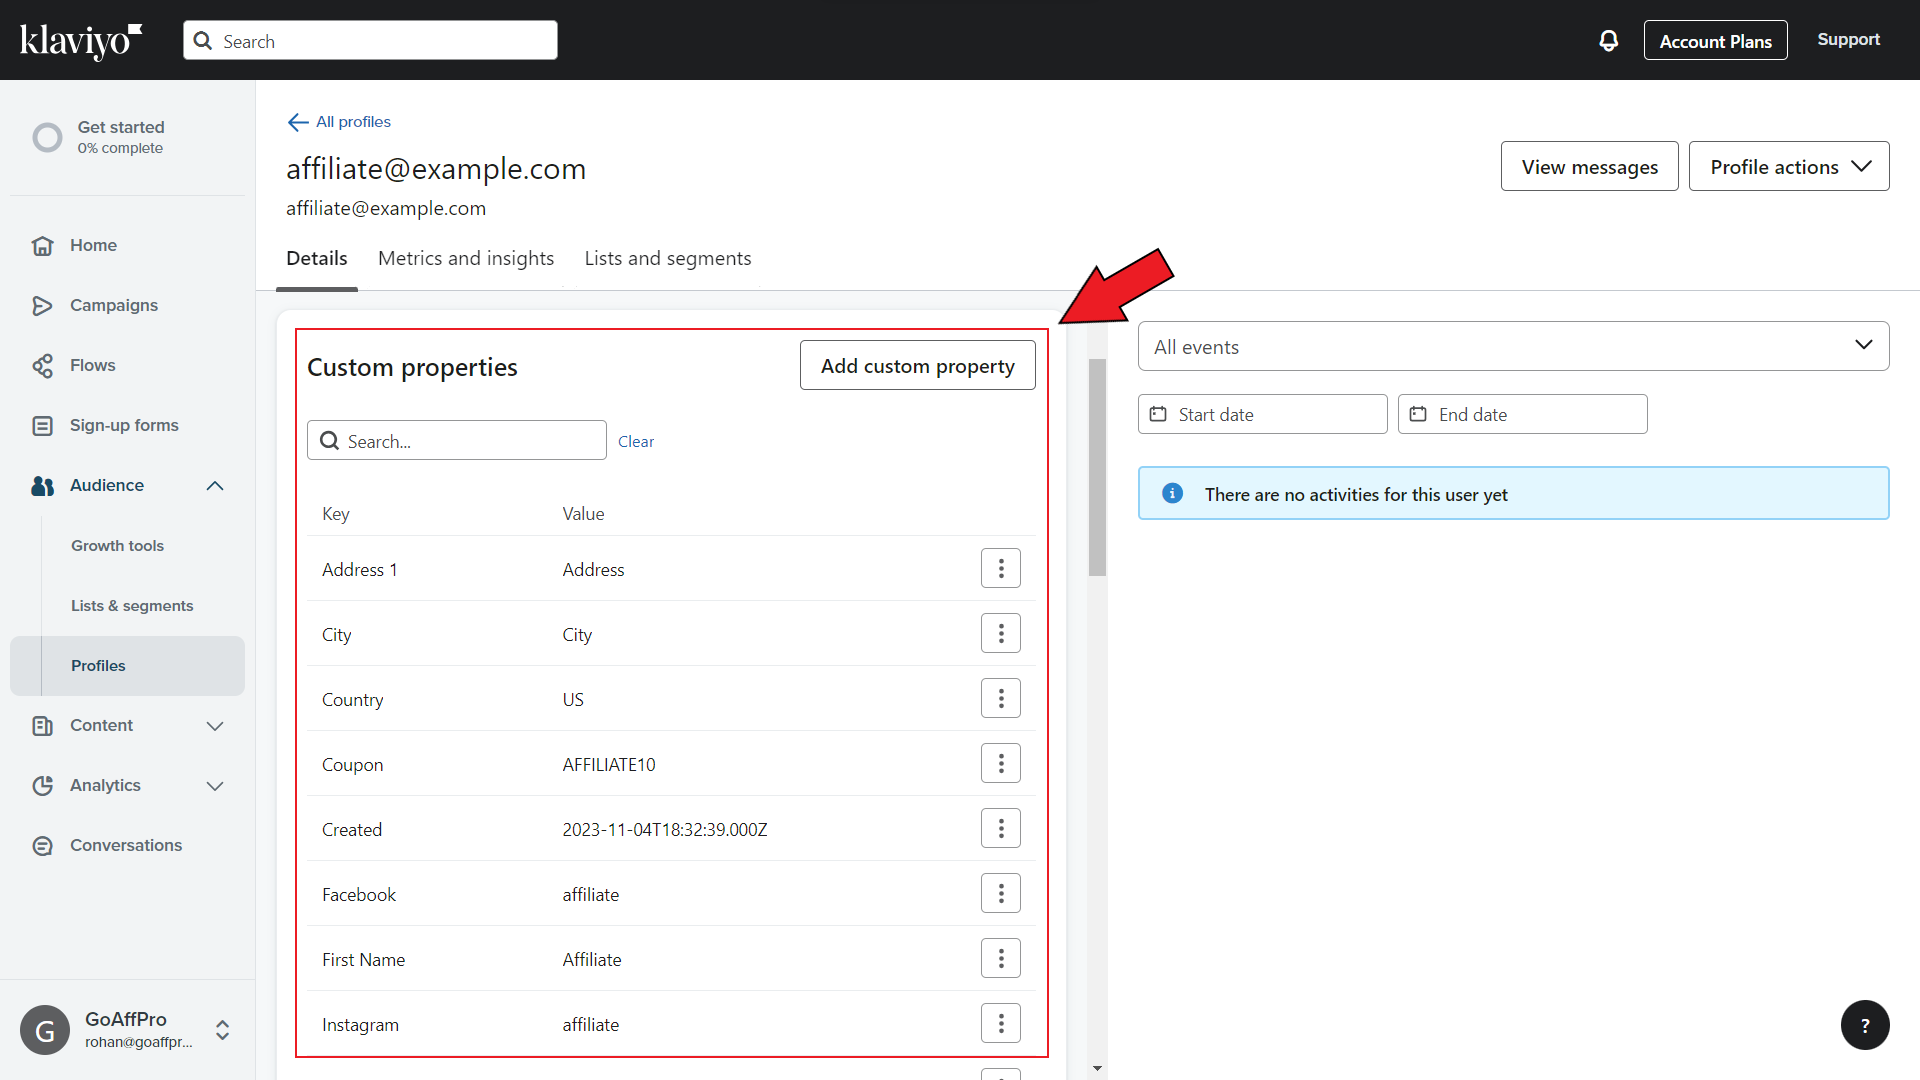 klaviyo
Search
Account Plans
Support
Get started
0% complete
Home
Campaigns
Flows
Sign-up forms
Audience
Growth tools
Lists & segments
Profiles
Content
Analytics
Conversations
G
GoAffPro
rohan@goaffpr...
All profiles
affiliate@example.com
affiliate@example.com
View messages
Profile actions
Details
Metrics and insights
Lists and segments
Custom properties
Add custom property
Search...
Clear
Key Value
Address 1 Address
City City
Country US
Coupon AFFILIATE10
Created 2023-11-04T18:32:39.000Z
Facebook affiliate
First Name Affiliate
Instagram affiliate
All events
Start date
End date
There are no activities for this user yet
?